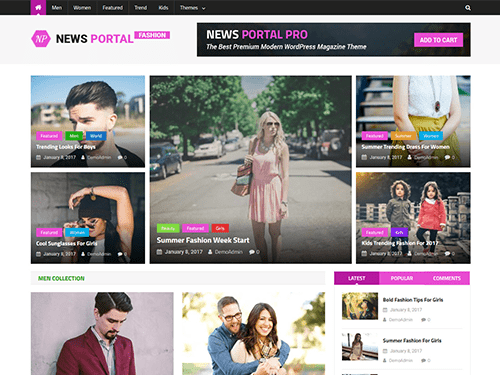 Men Women Featured Trend Kids Themes
NP NEWS PORTAL FASHION
NEWS PORTAL PRO
The Best Premium Modern WordPress Magazine Theme
ADD TO CART
Featured Men World
Trending Looks For Boys
January 8, 2017 DemoAdmin 0
Featured Women
Cool Sunglasses For Girls
January 8, 2017 DemoAdmin 0
Beauty Featured Girls
Summer Fashion Week Start
January 8, 2017 DemoAdmin 0
Featured Summer Women
Summer Trending Dress For Women
January 8, 2017 DemoAdmin 0
Featured Kids
Kids Trending Fashion For 2017
January 8, 2017 DemoAdmin 0
MEN COLLECTION
LATEST POPULAR COMMENTS
Bold Fashion Tips For Girls
January 8, 2017
DemoAdmin 0
Summer Fashion For Girls
January 8, 2017
DemoAdmin 0